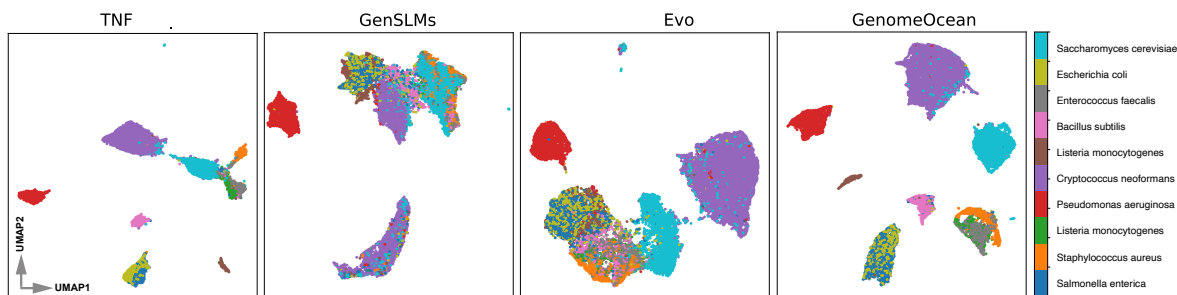 TNF
GenSLMs
Evo
GenomeOcean
UMAP2
UMAP1
Saccharomyces cerevisiae
Escherichia coli
Enterococcus faecalis
Bacillus subtilis
Listeria monocytogenes
Cryptococcus neoformans
Pseudomonas aeruginosa
Listeria monocytogenes
Staphylococcus aureus
Salmonella enterica